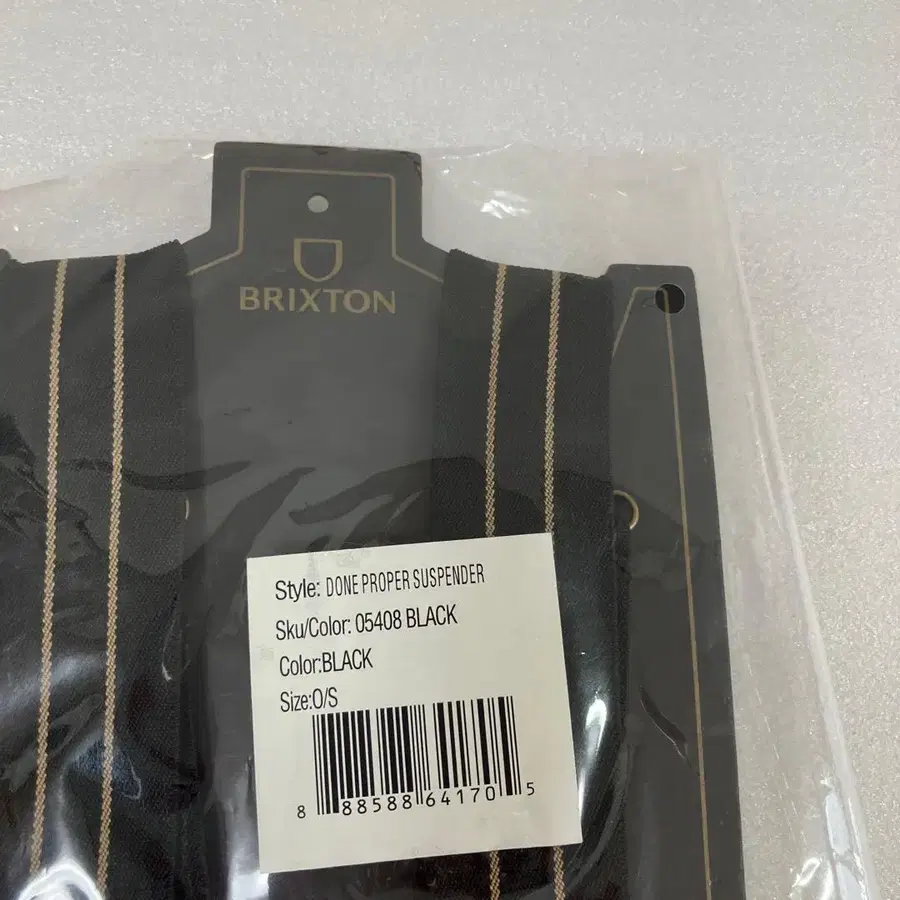 BRIXTON
Style: DONE PROPER SUSPENDER
Sku/Color: 05408 BLACK
Color:BLACK
Size:O/S
8 88588 64170 5